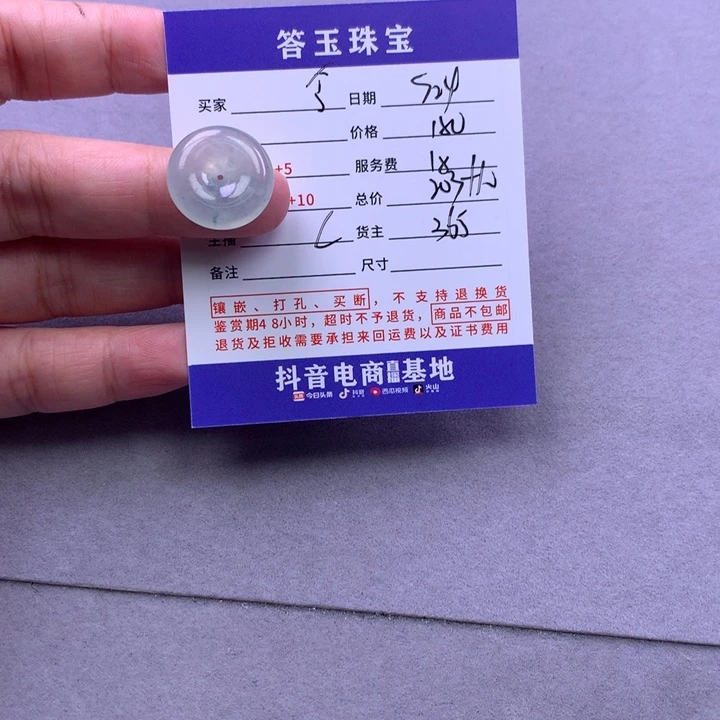 答玉珠宝
买家 日期 524
价格 180
+5 服务费 18
+10 总价 203
主播 货主 365
备注 尺寸
镶嵌、打孔、买断,不支持退换货
鉴赏期48小时,超时不予退货,商品不包邮
退货及拒收需要承担来回运费以及证书费用
抖音电商直播基地
头条 今日头条 抖音 西瓜视频 火山